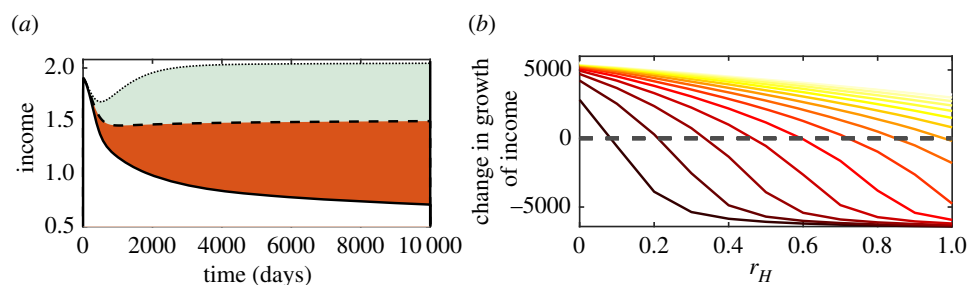 (a)
2.0
1.5
1.0
0.5
income
0 2000 4000 6000 8000 10 000
time (days)
(b)
5000
0
–5000
change in growth
of income
0 0.2 0.4 0.6 0.8 1.0
r_H